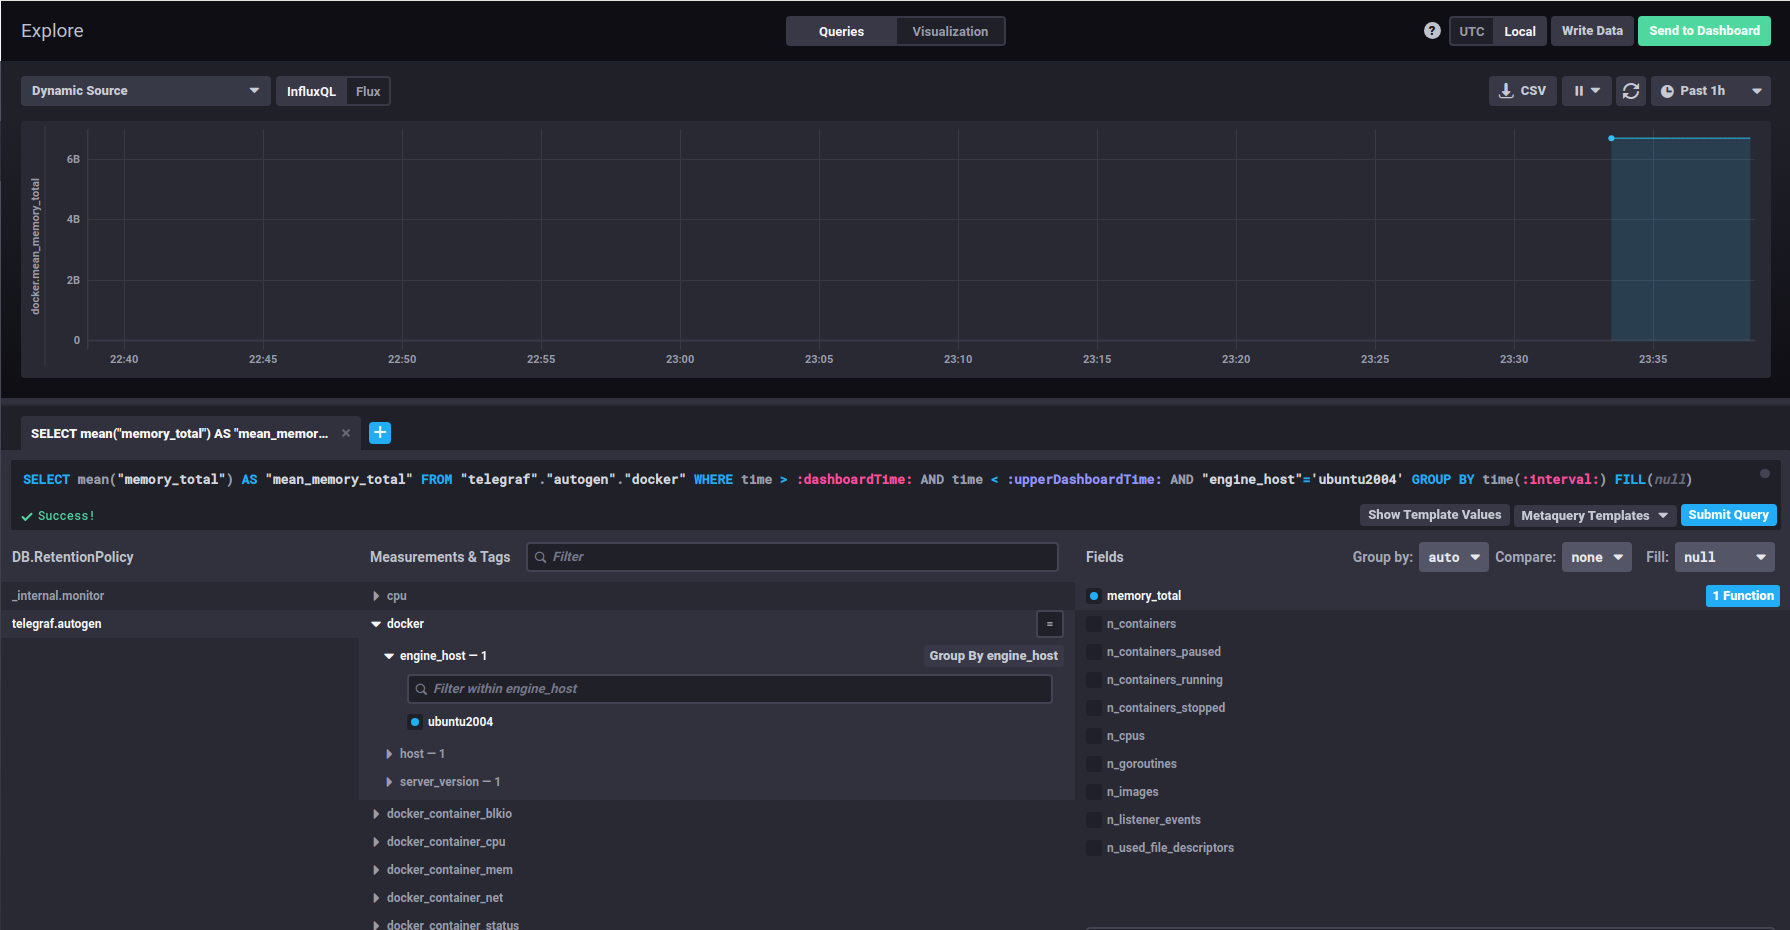 Explore
Queries Visualization
? UTC Local Write Data Send to Dashboard
Dynamic Source InfluxQL Flux
CSV Past 1h
docker.mean_memory_total
6B
4B
2B
0
22:40 22:45 22:50 22:55 23:00 23:05 23:10 23:15 23:20 23:25 23:30 23:35
SELECT mean("memory_total") AS "mean_memor... × +
SELECT mean("memory_total") AS "mean_memory_total" FROM "telegraf"."autogen"."docker" WHERE time > :dashboardTime: AND time < :upperDashboardTime: AND "engine_host"='ubuntu2004' GROUP BY time(:interval:) FILL(null)
Success!
Show Template Values Metaquery Templates Submit Query
DB.RetentionPolicy
_internal.monitor
telegraf.autogen
Measurements & Tags Filter
cpu
docker =
engine_host — 1 Group By engine_host
Filter within engine_host
ubuntu2004
host — 1
server_version — 1
docker_container_blkio
docker_container_cpu
docker_container_mem
docker_container_net
docker_container_status
Fields Group by: auto Compare: none Fill: null
memory_total 1 Function
n_containers
n_containers_paused
n_containers_running
n_containers_stopped
n_cpus
n_goroutines
n_images
n_listener_events
n_used_file_descriptors